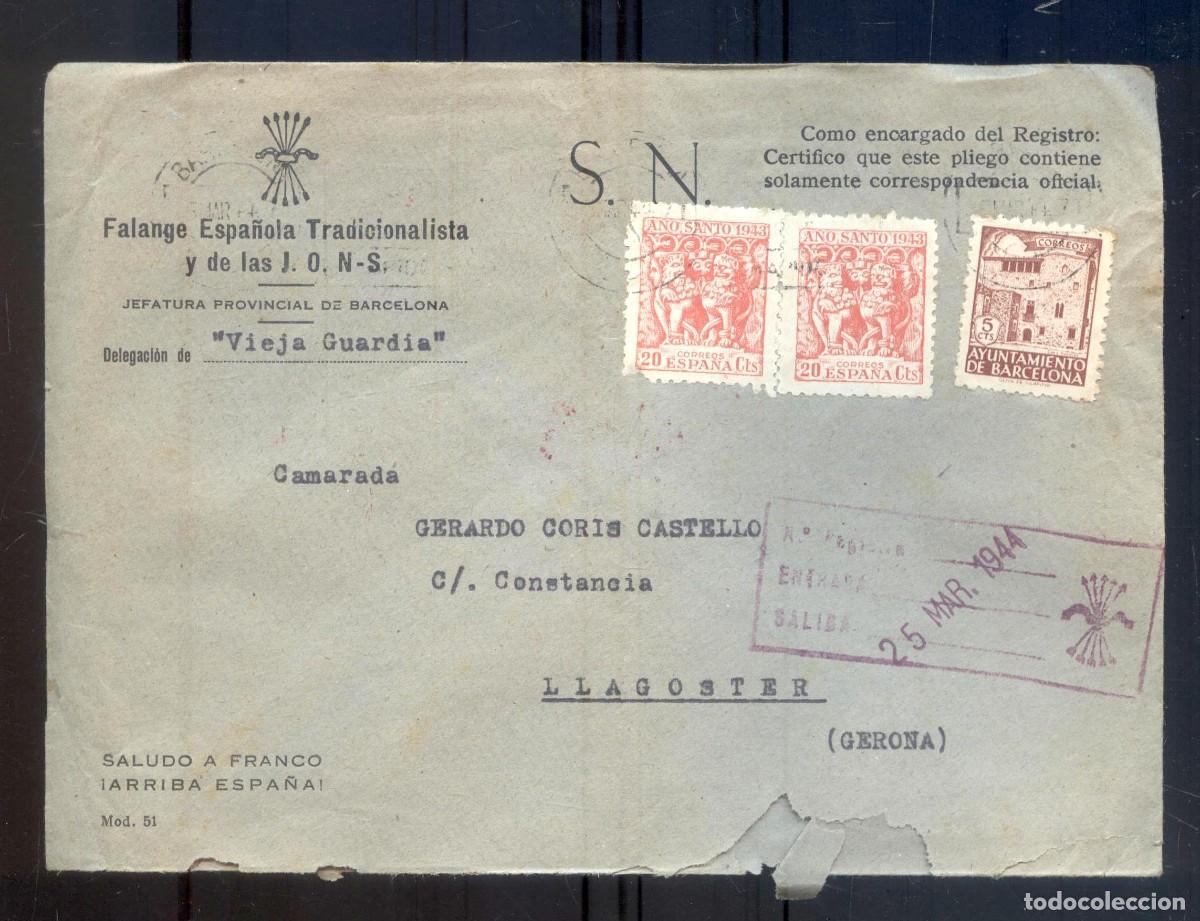 S. N.
Como encargado del Registro:
Certifico que este pliego contiene
solamente correspondencia oficial.
Falange Española Tradicionalista
y de las J. O. N-S.
JEFATURA PROVINCIAL DE BARCELONA
Delegación de "Vieja Guardia"
AÑO SANTO 1943
CORREOS
20 ESPAÑA Cts
AÑO SANTO 1943
CORREOS
20 ESPAÑA Cts
CORREOS
5
CTS
AYUNTAMIENTO
DE BARCELONA
Camarada
GERARDO CORIS CASTELLO
C/. Constancia
LLAGOSTER
(GERONA)
N.º
ENTRADA
SALIDA
25 MAR. 1944
SALUDO A FRANCO
¡ARRIBA ESPAÑA!
Mod. 51
todocoleccion